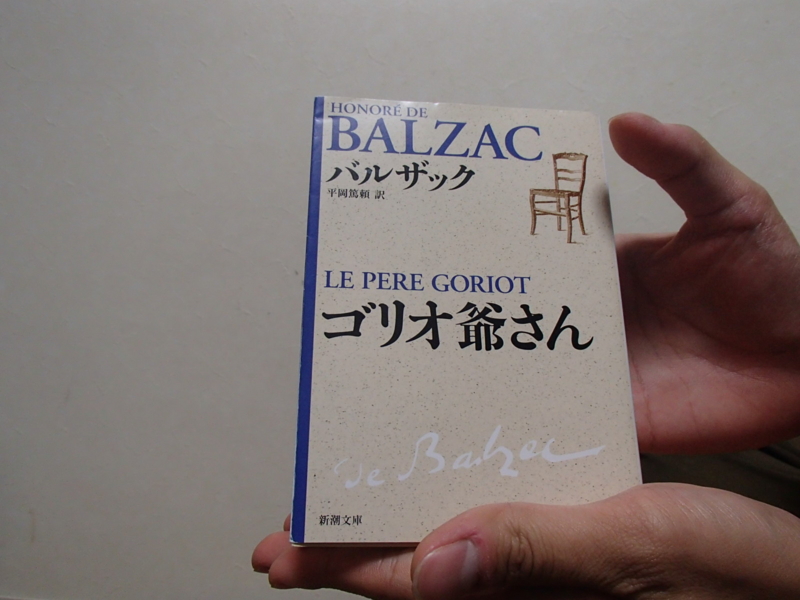 HONORÉ DE
BALZAC
バルザック
平岡篤頼 訳
LE PERE GORIOT
ゴリオ爺さん
de Balzac
新潮文庫